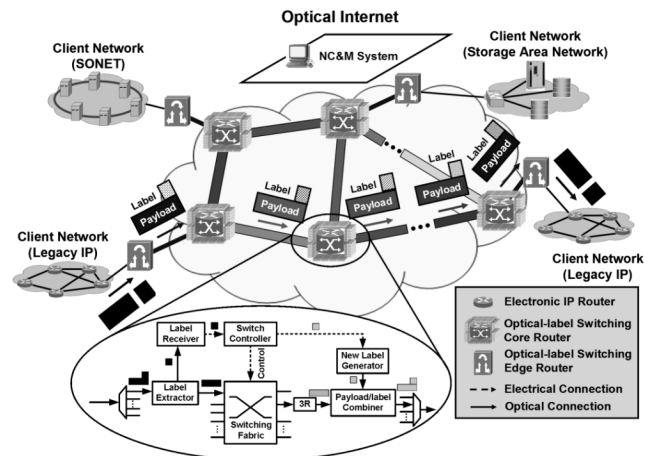 Optical Internet
Client Network
(SONET)
NC&M System
Client Network
(Storage Area Network)
Label
Payload
Label
Payload
Label
Payload
Label
Payload
Label
Payload
Client Network
(Legacy IP)
Client Network
(Legacy IP)
Label
Receiver
Switch
Controller
Control
New Label
Generator
Label
Extractor
Switching
Fabric
3R
Payload/label
Combiner
Electronic IP Router
Optical-label Switching
Core Router
Optical-label Switching
Edge Router
Electrical Connection
Optical Connection